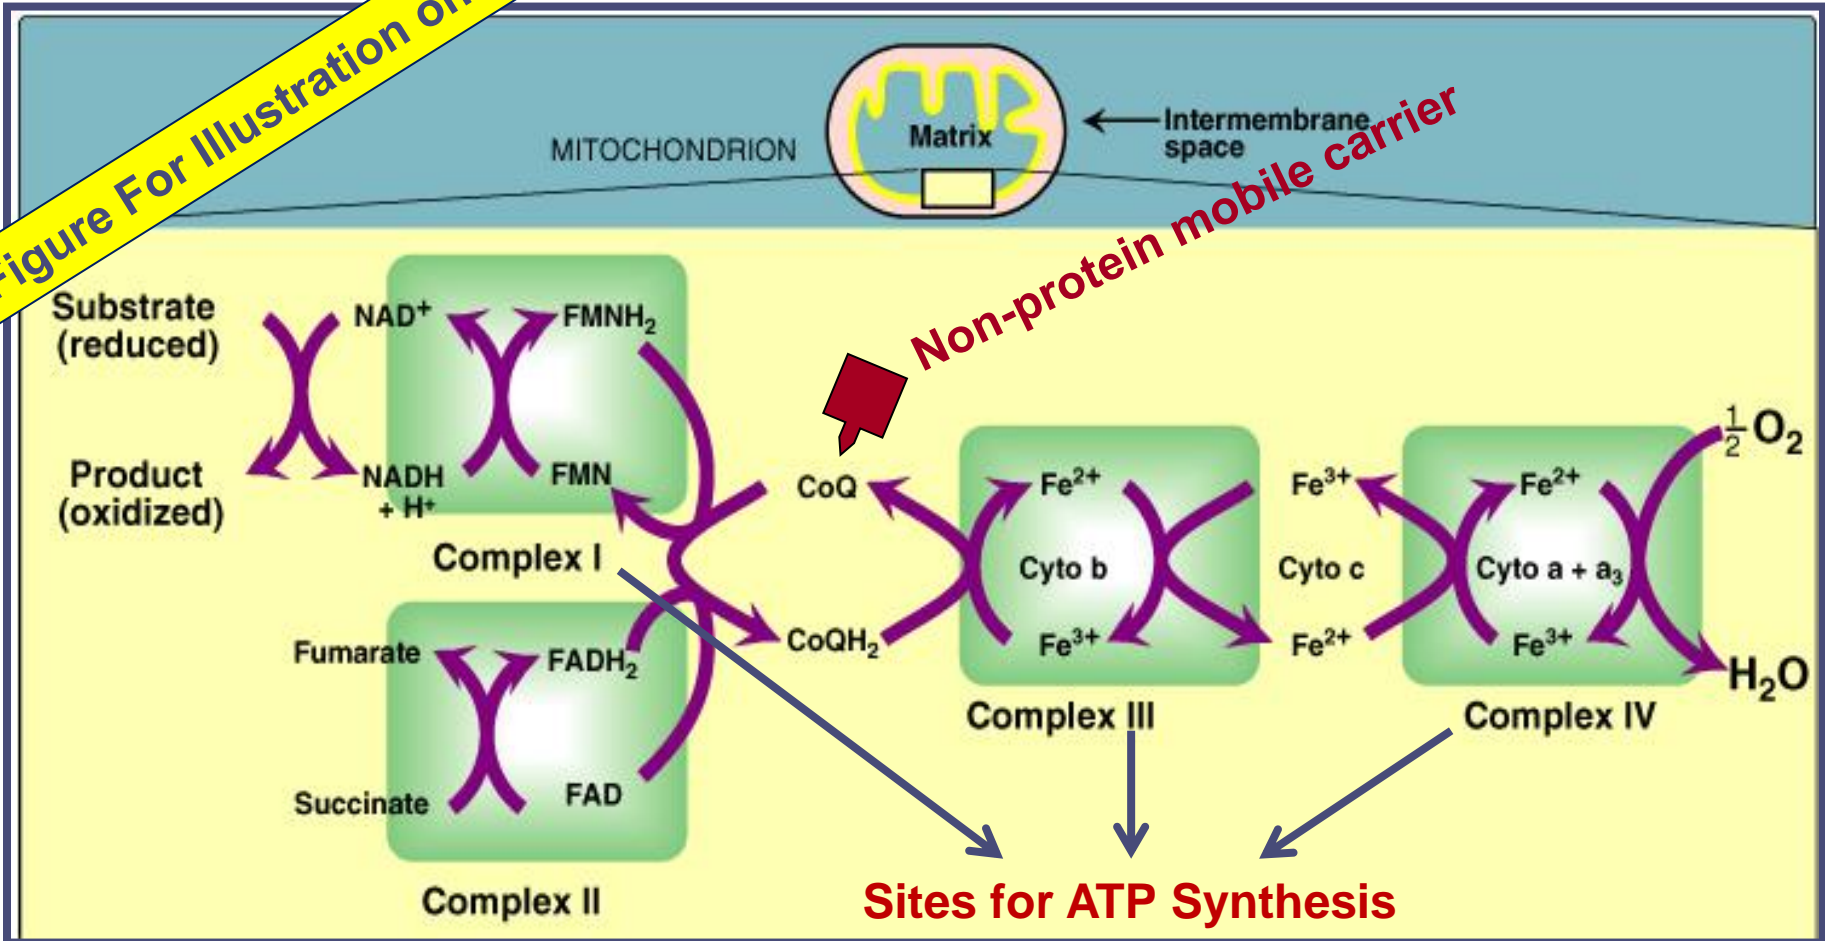 Figure For Illustration on
MITOCHONDRION
Matrix
Intermembrane
space
Non-protein mobile carrier
Substrate
(reduced)
NAD⁺
FMNH₂
Product
(oxidized)
NADH
+ H⁺
FMN
Complex I
CoQ
CoQH₂
Fe²⁺
Cyto b
Fe³⁺
Complex III
Fe³⁺
Cyto c
Fe²⁺
Fe²⁺
Cyto a + a₃
Fe³⁺
Complex IV
½O₂
H₂O
Fumarate
FADH₂
Succinate
FAD
Complex II
Sites for ATP Synthesis